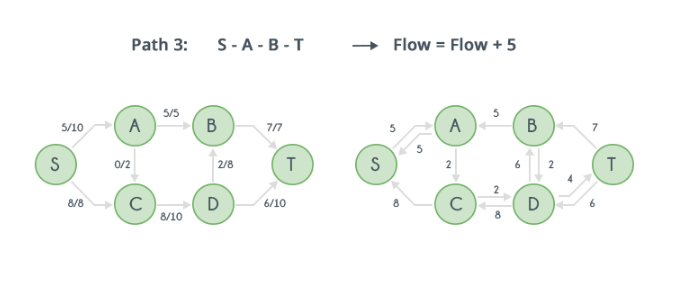 Path 3: S - A - B - T → Flow = Flow + 5
5/10 A 5/5 B 7/7
S 0/2 2/8 T
8/8 C 8/10 D 6/10
5 A 5 B 7
S 5 2 6 2 T
8 C 2 8 D 4 6